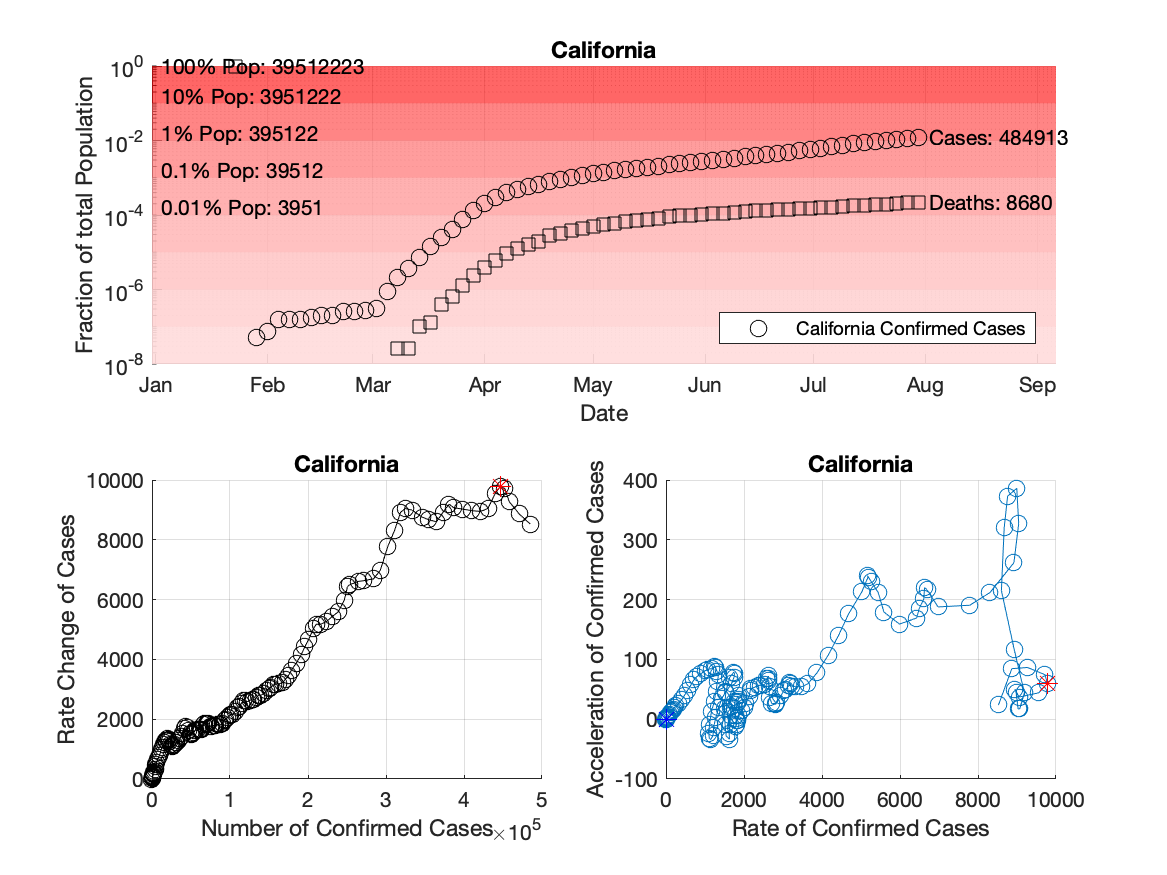 California
10^0
10^-2
10^-4
10^-6
10^-8
Fraction of total Population
100% Pop: 39512223
10% Pop: 3951222
1% Pop: 395122
0.1% Pop: 39512
0.01% Pop: 3951
Cases: 484913
Deaths: 8680
California Confirmed Cases
Jan Feb Mar Apr May Jun Jul Aug Sep
Date
California
10000
8000
6000
4000
2000
0
Rate Change of Cases
0 1 2 3 4 5
Number of Confirmed Cases ×10^5
California
400
300
200
100
0
-100
Acceleration of Confirmed Cases
0 2000 4000 6000 8000 10000
Rate of Confirmed Cases